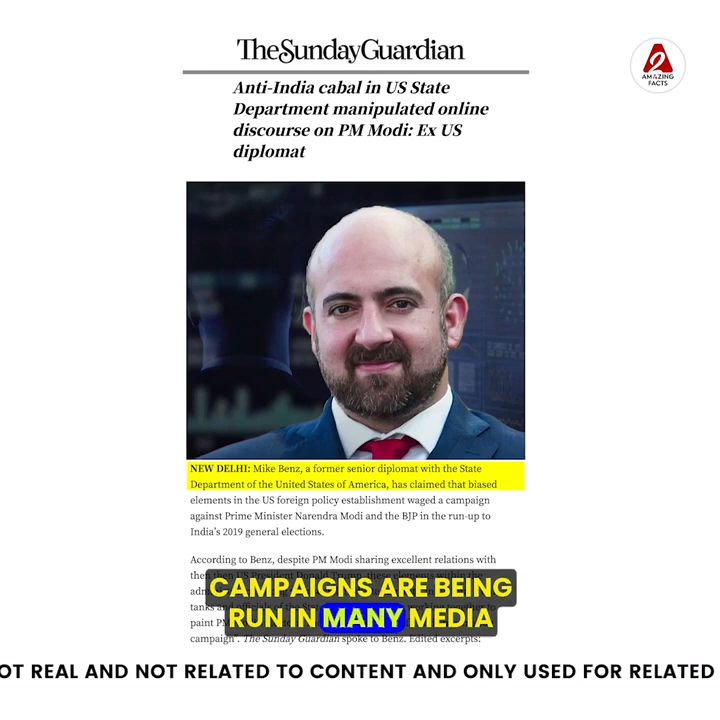 TheSundayGuardian
A2
AMAZING
FACTS
Anti-India cabal in US State
Department manipulated online
discourse on PM Modi: Ex US
diplomat
NEW DELHI: Mike Benz, a former senior diplomat with the State
Department of the United States of America, has claimed that biased
elements in the US foreign policy establishment waged a campaign
against Prime Minister Narendra Modi and the BJP in the run-up to
India's 2019 general elections.
According to Benz, despite PM Modi sharing excellent relations with
CAMPAIGNS ARE BEING
RUN IN MANY MEDIA
campaign". The Sunday Guardian spoke to Benz. Edited excerpts:
OT REAL AND NOT RELATED TO CONTENT AND ONLY USED FOR RELATED